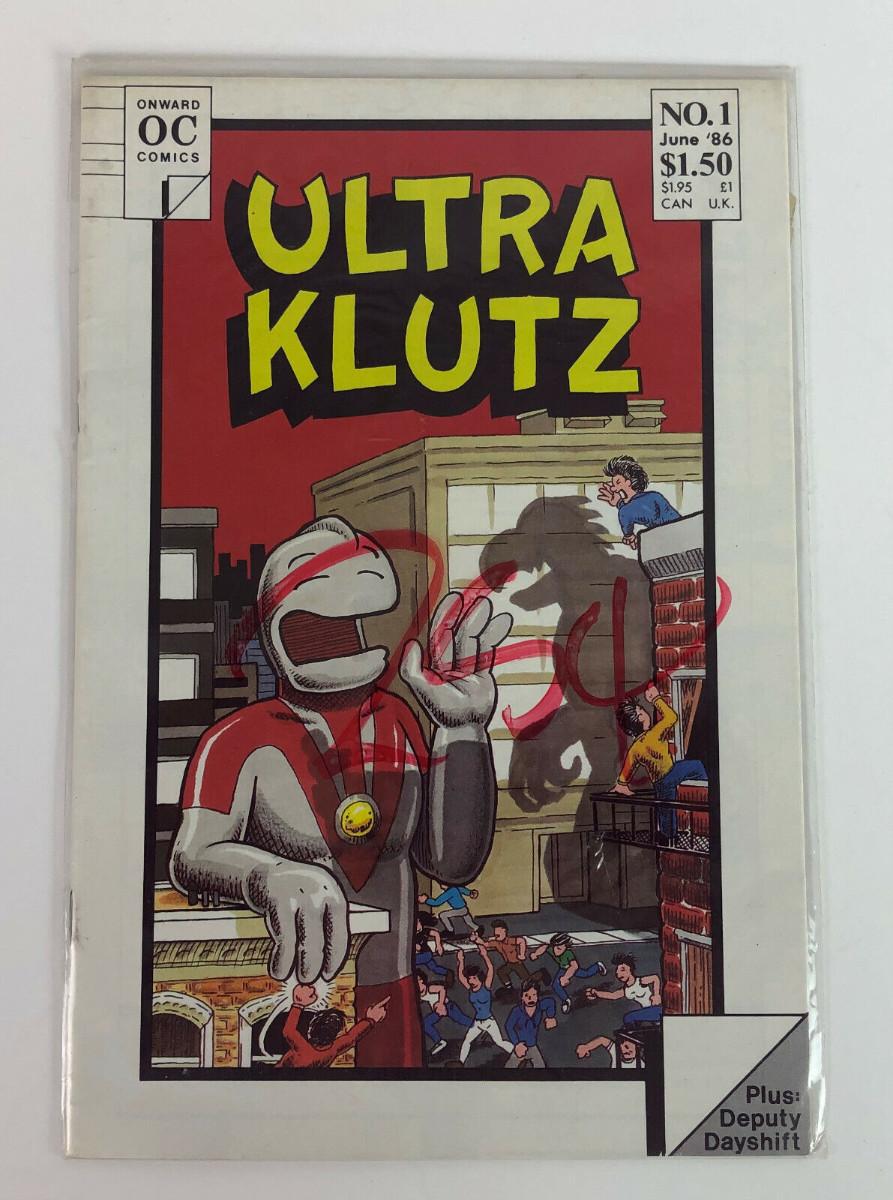 ONWARD
OC
COMICS
NO. 1
June '86
$1.50
$1.95 £1
CAN U.K.
ULTRA
KLUTZ
Plus:
Deputy
Dayshift